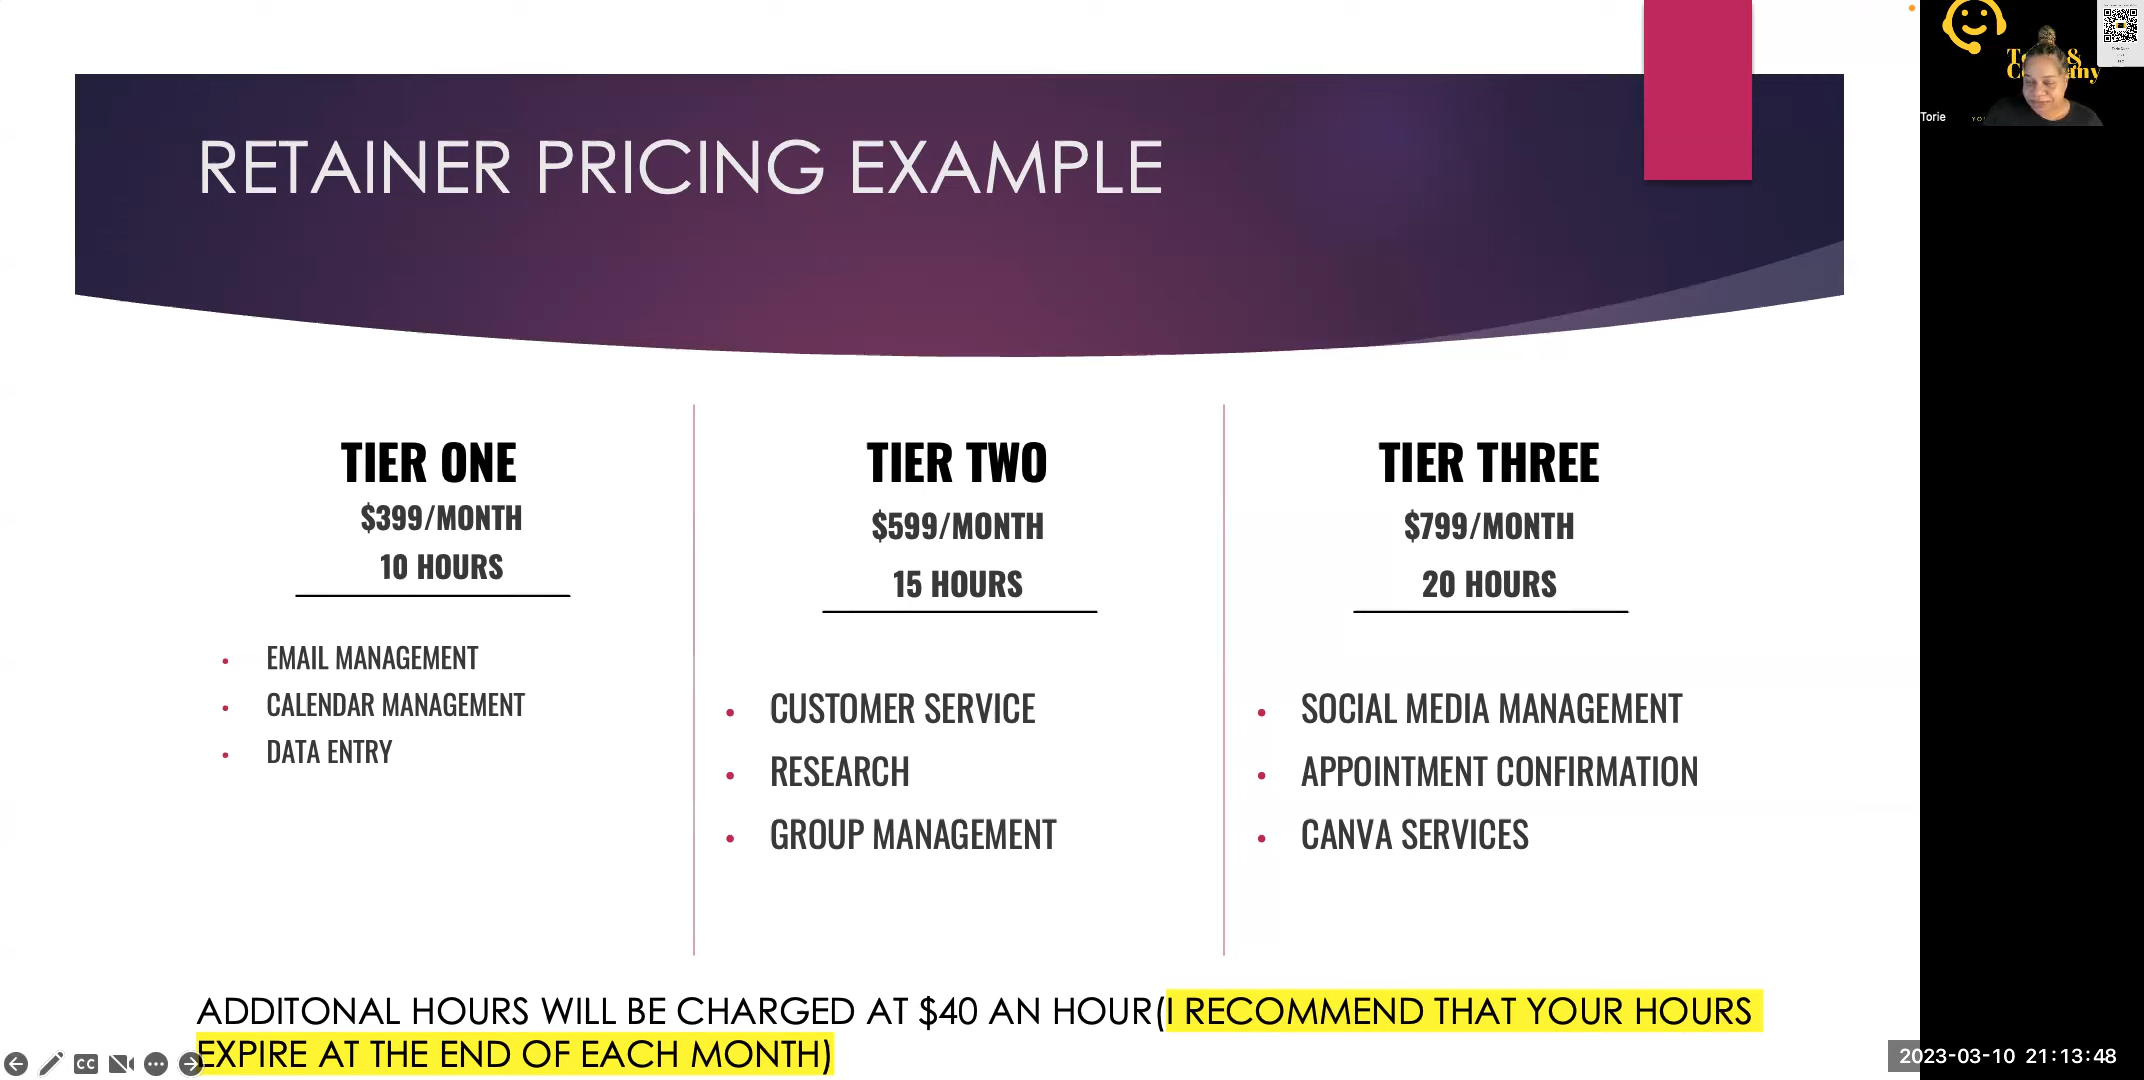 RETAINER PRICING EXAMPLE
TIER ONE
$399/MONTH
10 HOURS
• EMAIL MANAGEMENT
• CALENDAR MANAGEMENT
• DATA ENTRY
TIER TWO
$599/MONTH
15 HOURS
• CUSTOMER SERVICE
• RESEARCH
• GROUP MANAGEMENT
TIER THREE
$799/MONTH
20 HOURS
• SOCIAL MEDIA MANAGEMENT
• APPOINTMENT CONFIRMATION
• CANVA SERVICES
ADDITONAL HOURS WILL BE CHARGED AT $40 AN HOUR(I RECOMMEND THAT YOUR HOURS
EXPIRE AT THE END OF EACH MONTH)
CC
Torie
2023-03-10 21:13:48